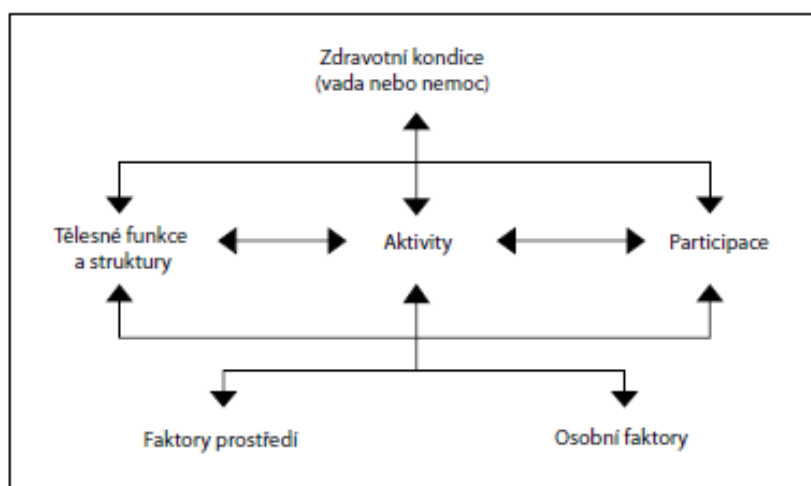 Zdravotní kondice
(vada nebo nemoc)
Tělesné funkce
a struktury
Aktivity
Participace
Faktory prostředí
Osobní faktory